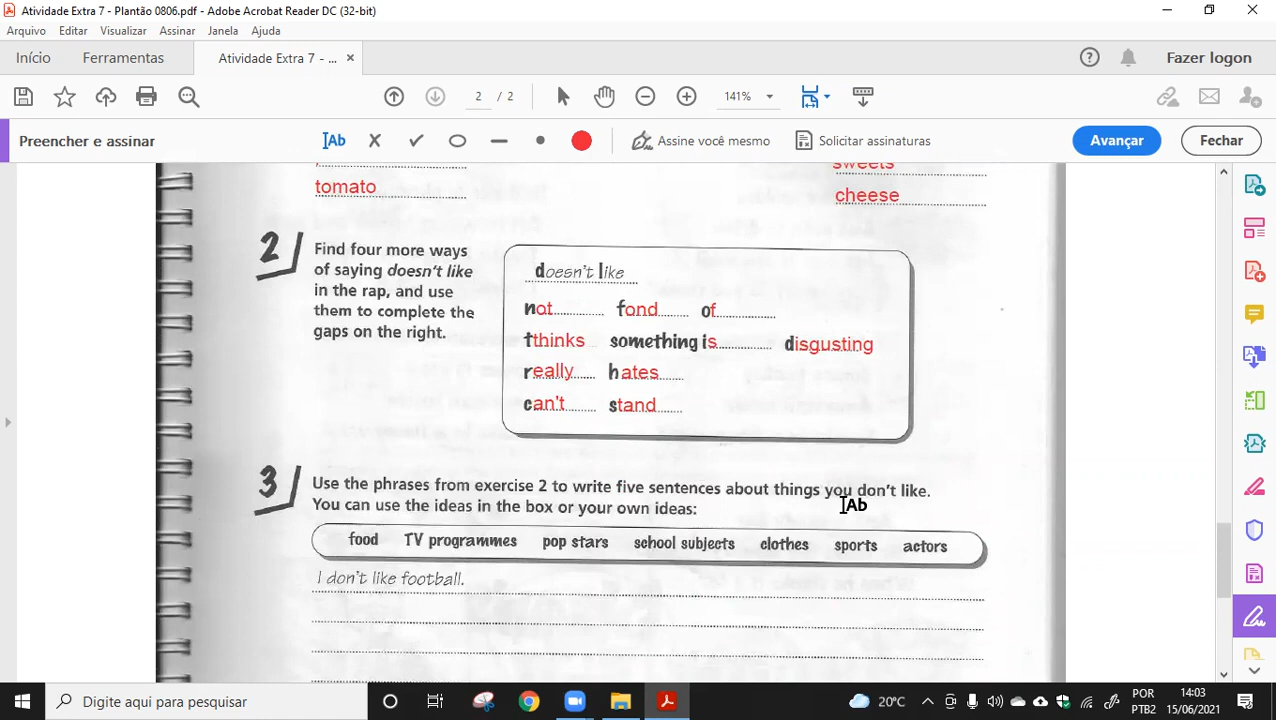 Atividade Extra 7 - Plantão 0806.pdf - Adobe Acrobat Reader DC (32-bit)
Arquivo Editar Visualizar Assinar Janela Ajuda
Início Ferramentas Atividade Extra 7 - ... × Fazer logon
2 / 2 141%
Preencher e assinar Ab Assine você mesmo Solicitar assinaturas Avançar Fechar
sweets
tomato
cheese
2
Find four more ways
of saying doesn't like
in the rap, and use
them to complete the
gaps on the right.
doesn't like
not fond of
tthinks something is disgusting
really hates
can't stand
3
Use the phrases from exercise 2 to write five sentences about things you don't like.
You can use the ideas in the box or your own ideas:
Ab
food TV programmes pop stars school subjects clothes sports actors
I don't like football.
Digite aqui para pesquisar
20°C
POR
PTB2
14:03
15/06/2021